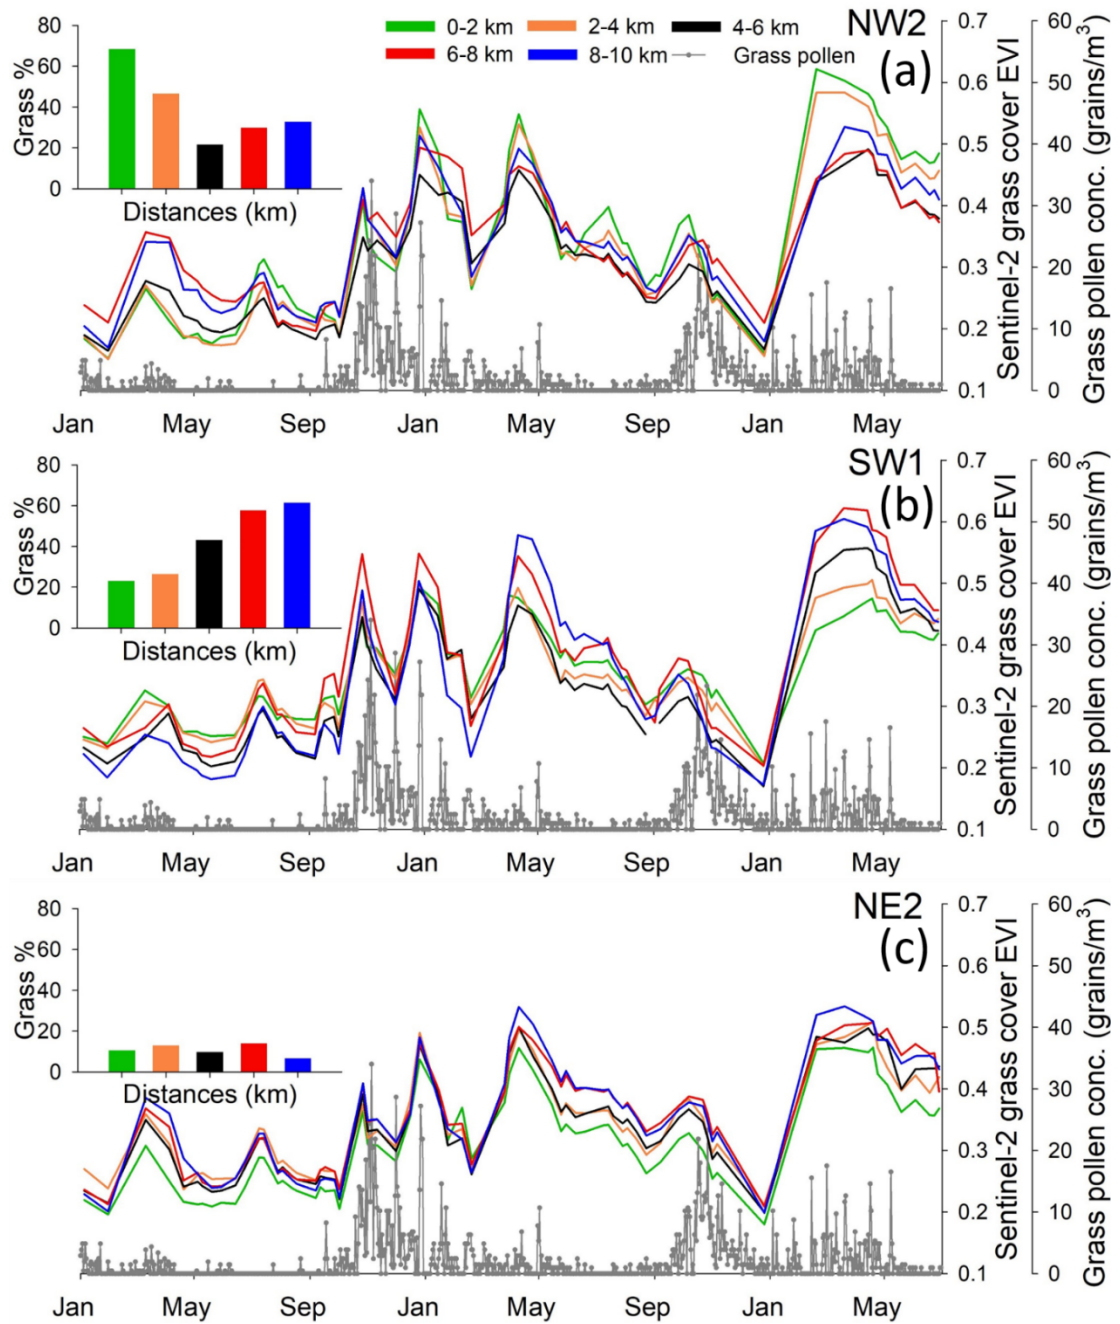 80
60
40
20
0
Grass %
Distances (km)
0-2 km
2-4 km
4-6 km
6-8 km
8-10 km
Grass pollen
NW2
(a)
0.7
0.6
0.5
0.4
0.3
0.2
0.1
Sentinel-2 grass cover EVI
60
50
40
30
20
10
0
Grass pollen conc. (grains/m³)
Jan May Sep Jan May Sep Jan May
80
60
40
20
0
Grass %
Distances (km)
SW1
(b)
0.7
0.6
0.5
0.4
0.3
0.2
0.1
Sentinel-2 grass cover EVI
60
50
40
30
20
10
0
Grass pollen conc. (grains/m³)
Jan May Sep Jan May Sep Jan May
80
60
40
20
0
Grass %
Distances (km)
NE2
(c)
0.7
0.6
0.5
0.4
0.3
0.2
0.1
Sentinel-2 grass cover EVI
60
50
40
30
20
10
0
Grass pollen conc. (grains/m³)
Jan May Sep Jan May Sep Jan May